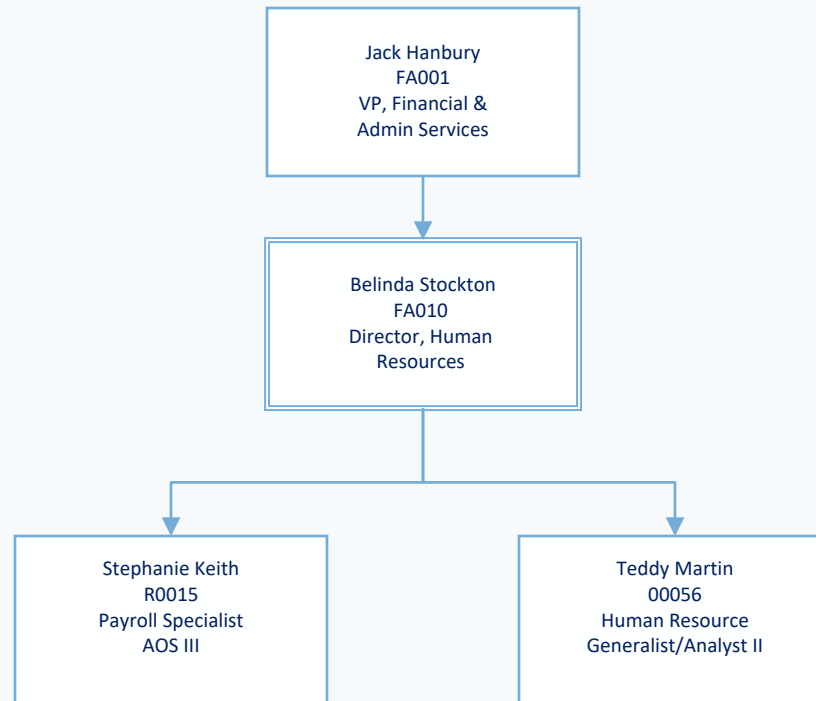 Jack Hanbury
FA001
VP, Financial &
Admin Services
Belinda Stockton
FA010
Director, Human
Resources
Stephanie Keith
R0015
Payroll Specialist
AOS III
Teddy Martin
00056
Human Resource
Generalist/Analyst II